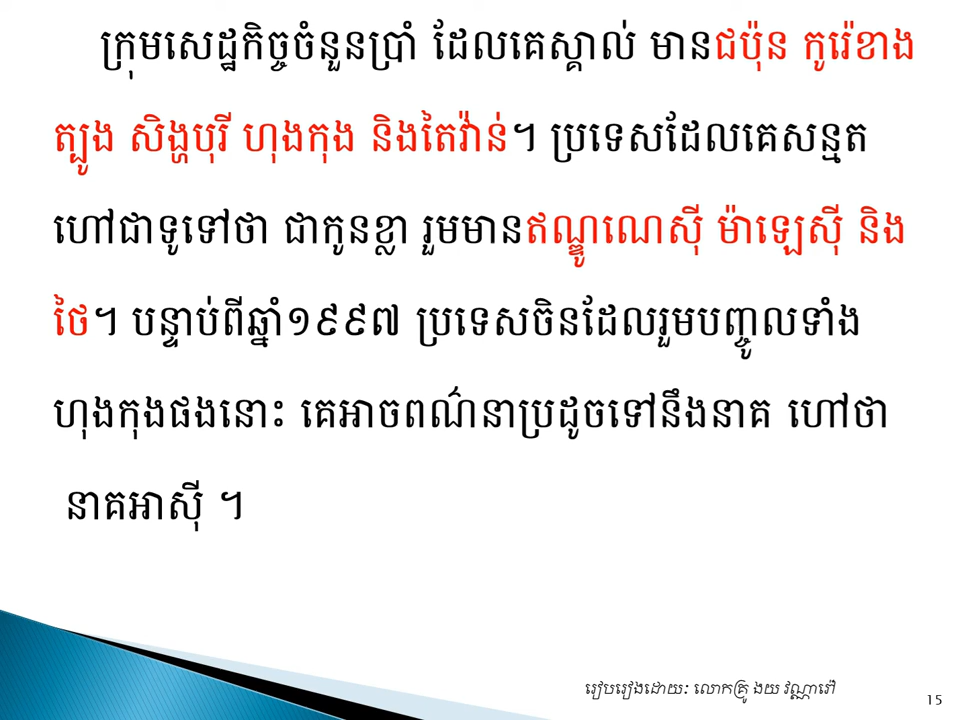 ក្រុមសេដ្ឋកិច្ចចំនួនប្រាំ ដែលគេស្គាល់ មានជប៉ុន កូរ៉េខាង
ត្បូង សិង្ហបុរី ហុងកុង និងតៃវ៉ាន់។ ប្រទេសដែលគេសន្មត
ហៅជាទូទៅថា ជាកូនខ្លា រួមមានឥណ្ឌូណេស៊ី ម៉ាឡេស៊ី និង
ថៃ។ បន្ទាប់ពីឆ្នាំ១៩៩៧ ប្រទេសចិនដែលរួមបញ្ចូលទាំង
ហុងកុងផងនោះ គេអាចពណ៌នាប្រដូចទៅនឹងនាគ ហៅថា
នាគអាស៊ី ។
រៀបរៀងដោយ: លោកគ្រូ ងយ វណ្ណារៅ
15